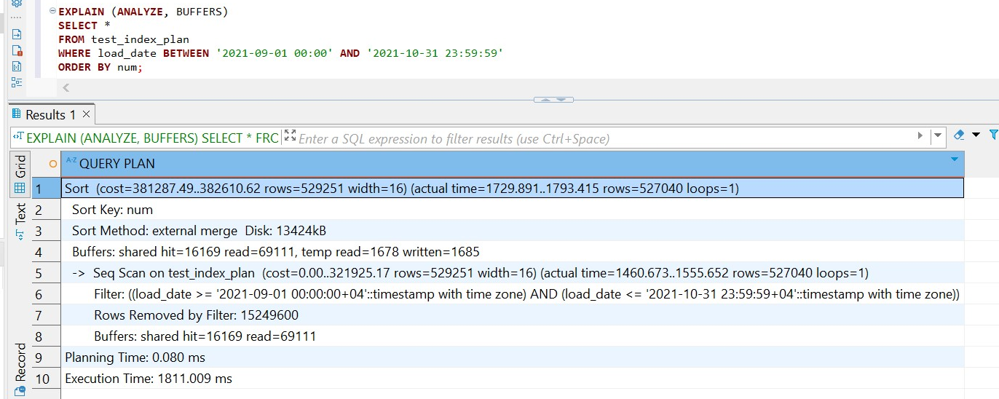 EXPLAIN (ANALYZE, BUFFERS)
SELECT *
FROM test_index_plan
WHERE load_date BETWEEN '2021-09-01 00:00' AND '2021-10-31 23:59:59'
ORDER BY num;
Results 1
EXPLAIN (ANALYZE, BUFFERS) SELECT * FRC
Enter a SQL expression to filter results (use Ctrl+Space)
Grid
Text
Record
A-Z QUERY PLAN
1 Sort (cost=381287.49..382610.62 rows=529251 width=16) (actual time=1729.891..1793.415 rows=527040 loops=1)
2 Sort Key: num
3 Sort Method: external merge Disk: 13424kB
4 Buffers: shared hit=16169 read=69111, temp read=1678 written=1685
5 -> Seq Scan on test_index_plan (cost=0.00..321925.17 rows=529251 width=16) (actual time=1460.673..1555.652 rows=527040 loops=1)
6 Filter: ((load_date >= '2021-09-01 00:00:00+04'::timestamp with time zone) AND (load_date <= '2021-10-31 23:59:59+04'::timestamp with time zone))
7 Rows Removed by Filter: 15249600
8 Buffers: shared hit=16169 read=69111
9 Planning Time: 0.080 ms
10 Execution Time: 1811.009 ms